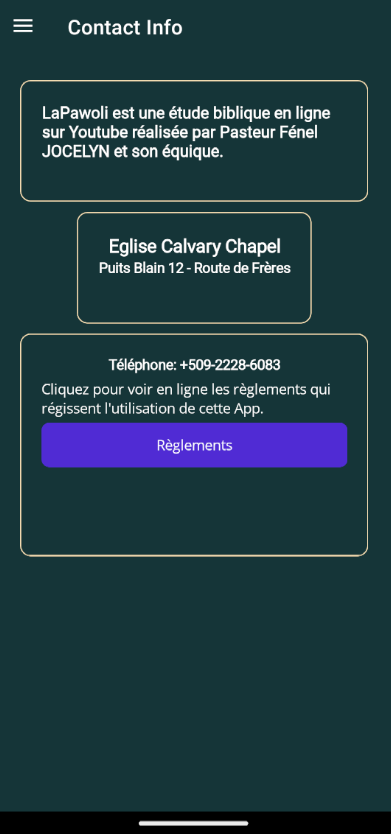 Contact Info
LaPawoli est une étude biblique en ligne
sur Youtube réalisée par Pasteur Fénel
JOCELYN et son équique.
Eglise Calvary Chapel
Puits Blain 12 - Route de Frères
Téléphone: +509-2228-6083
Cliquez pour voir en ligne les règlements qui
régissent l'utilisation de cette App.
Règlements